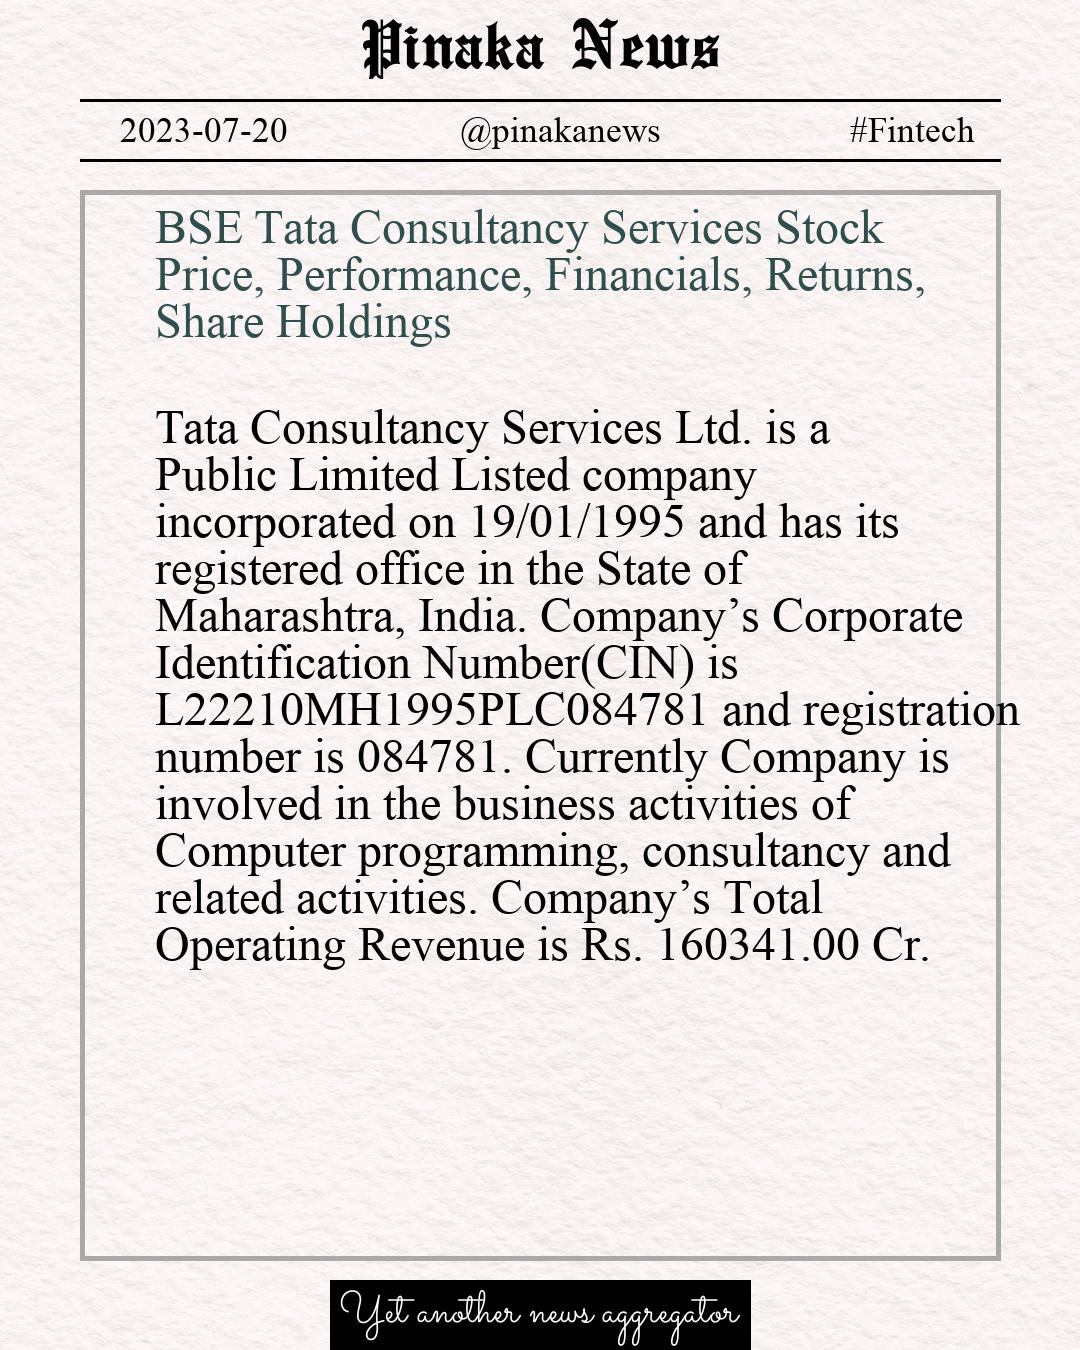 Pinaka News
2023-07-20 @pinakanews #Fintech
BSE Tata Consultancy Services Stock
Price, Performance, Financials, Returns,
Share Holdings
Tata Consultancy Services Ltd. is a
Public Limited Listed company
incorporated on 19/01/1995 and has its
registered office in the State of
Maharashtra, India. Company’s Corporate
Identification Number(CIN) is
L22210MH1995PLC084781 and registration
number is 084781. Currently Company is
involved in the business activities of
Computer programming, consultancy and
related activities. Company’s Total
Operating Revenue is Rs. 160341.00 Cr.
Yet another news aggregator